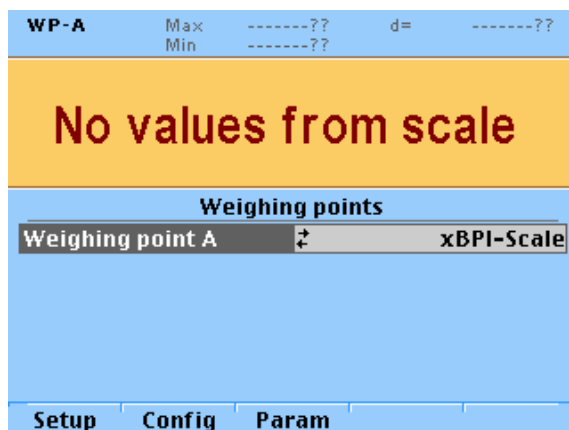 WP-A Max -------?? d= -------??
Min -------??
No values from scale
Weighing points
Weighing point A xBPI-Scale
Setup Config Param